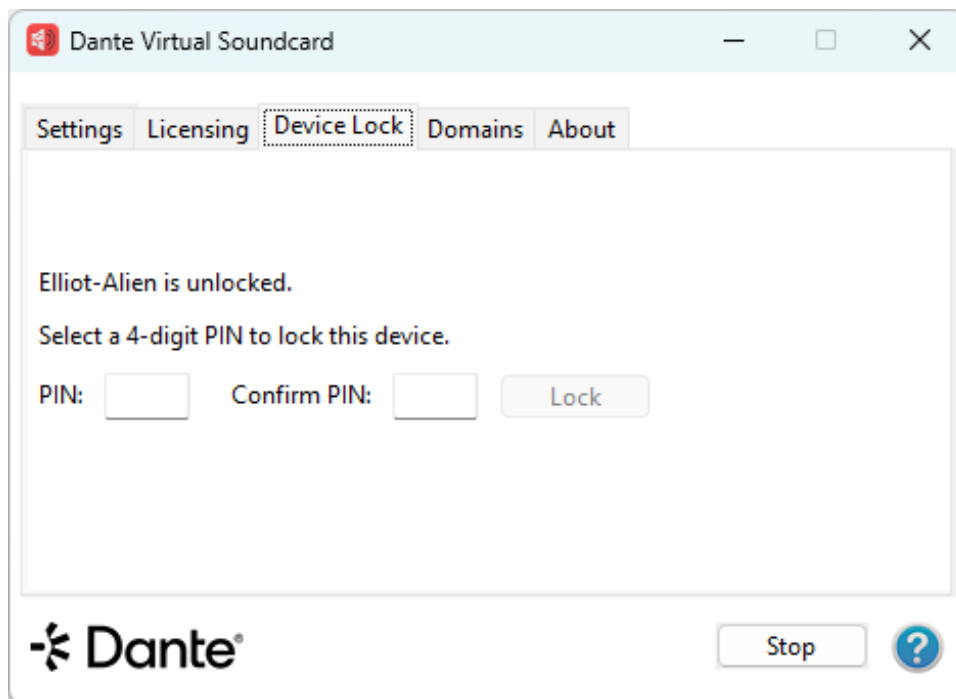 Dante Virtual Soundcard
Settings Licensing Device Lock Domains About
Elliot-Alien is unlocked.
Select a 4-digit PIN to lock this device.
PIN: Confirm PIN: Lock
Dante® Stop ?